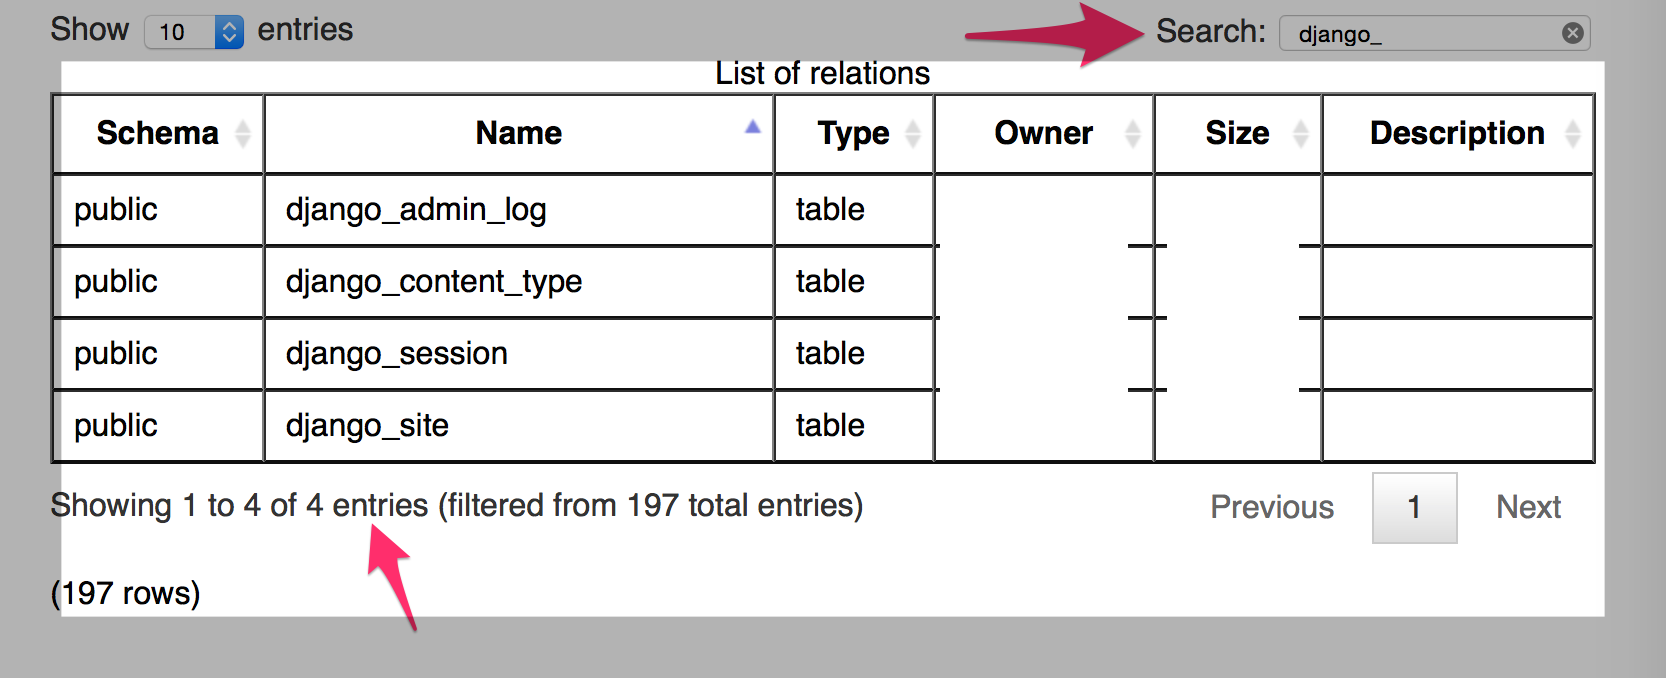 Show 10 entries Search: django_
List of relations
Schema Name Type Owner Size Description
public django_admin_log table
public django_content_type table
public django_session table
public django_site table
Showing 1 to 4 of 4 entries (filtered from 197 total entries) Previous 1 Next
(197 rows)